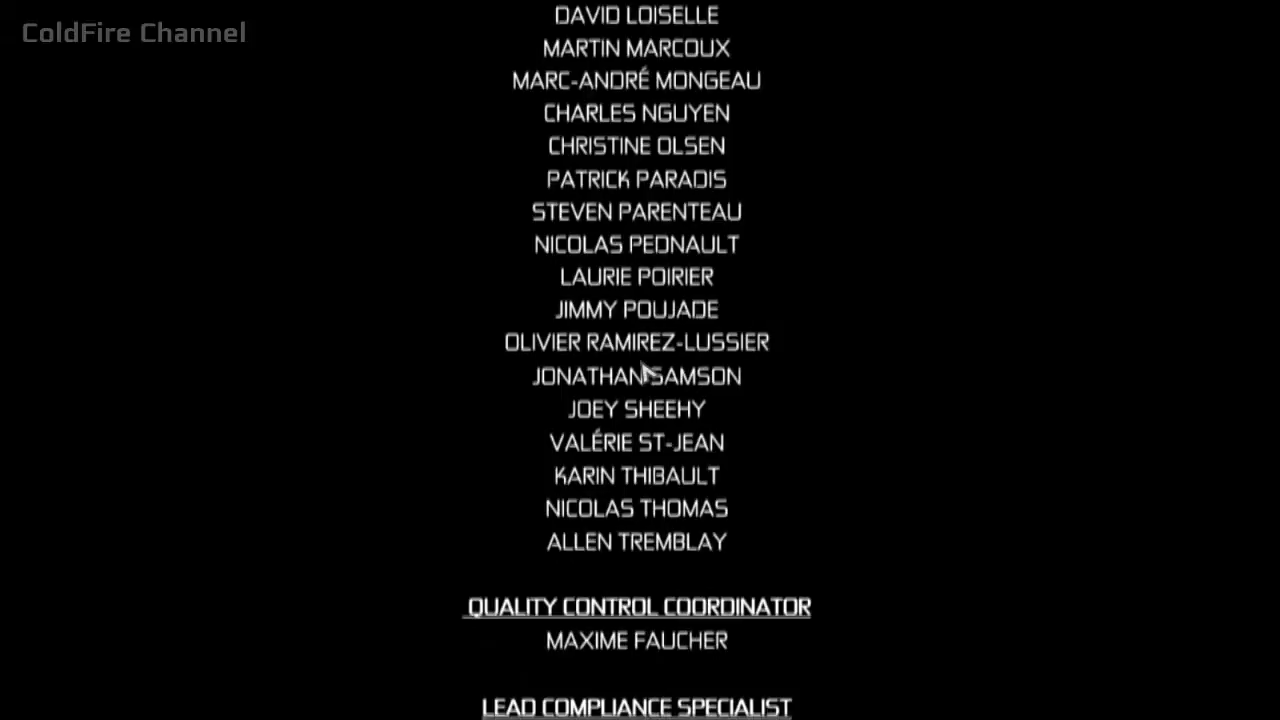 ColdFire Channel
DAVID LOISELLE
MARTIN MARCOUX
MARC-ANDRÉ MONGEAU
CHARLES NGUYEN
CHRISTINE OLSEN
PATRICK PARADIS
STEVEN PARENTEAU
NICOLAS PEDNAULT
LAURIE POIRIER
JIMMY POUJADE
OLIVIER RAMIREZ-LUSSIER
JONATHAN SAMSON
JOEY SHEEHY
VALÉRIE ST-JEAN
KARIN THIBAULT
NICOLAS THOMAS
ALLEN TREMBLAY
QUALITY CONTROL COORDINATOR
MAXIME FAUCHER
LEAD COMPLIANCE SPECIALIST